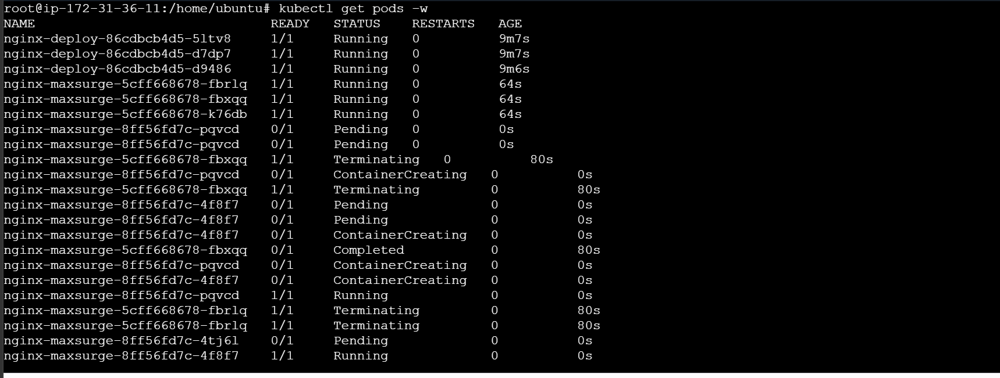 root@ip-172-31-36-11:/home/ubuntu# kubectl get pods -w
NAME                              READY   STATUS    RESTARTS   AGE
nginx-deploy-86cdbcb4d5-5ltv8     1/1     Running   0          9m7s
nginx-deploy-86cdbcb4d5-d7dp7     1/1     Running   0          9m7s
nginx-deploy-86cdbcb4d5-d9486     1/1     Running   0          9m6s
nginx-maxsurge-5cff668678-fbrlq   1/1     Running   0          64s
nginx-maxsurge-5cff668678-fbxqq   1/1     Running   0          64s
nginx-maxsurge-5cff668678-k76db   1/1     Running   0          64s
nginx-maxsurge-8ff56fd7c-pqvcd    0/1     Pending   0          0s
nginx-maxsurge-8ff56fd7c-pqvcd    0/1     Pending   0          0s
nginx-maxsurge-5cff668678-fbxqq   1/1     Terminating   0          80s
nginx-maxsurge-8ff56fd7c-pqvcd    0/1     ContainerCreating   0          0s
nginx-maxsurge-5cff668678-fbxqq   1/1     Terminating         0          80s
nginx-maxsurge-8ff56fd7c-4f8f7    0/1     Pending             0          0s
nginx-maxsurge-8ff56fd7c-4f8f7    0/1     Pending             0          0s
nginx-maxsurge-8ff56fd7c-4f8f7    0/1     ContainerCreating   0          0s
nginx-maxsurge-5cff668678-fbxqq   0/1     Completed           0          80s
nginx-maxsurge-8ff56fd7c-pqvcd    0/1     ContainerCreating   0          0s
nginx-maxsurge-8ff56fd7c-4f8f7    0/1     ContainerCreating   0          0s
nginx-maxsurge-8ff56fd7c-pqvcd    1/1     Running             0          0s
nginx-maxsurge-5cff668678-fbrlq   1/1     Terminating         0          80s
nginx-maxsurge-5cff668678-fbrlq   1/1     Terminating         0          80s
nginx-maxsurge-8ff56fd7c-4tj6l    0/1     Pending             0          0s
nginx-maxsurge-8ff56fd7c-4f8f7    1/1     Running             0          0s